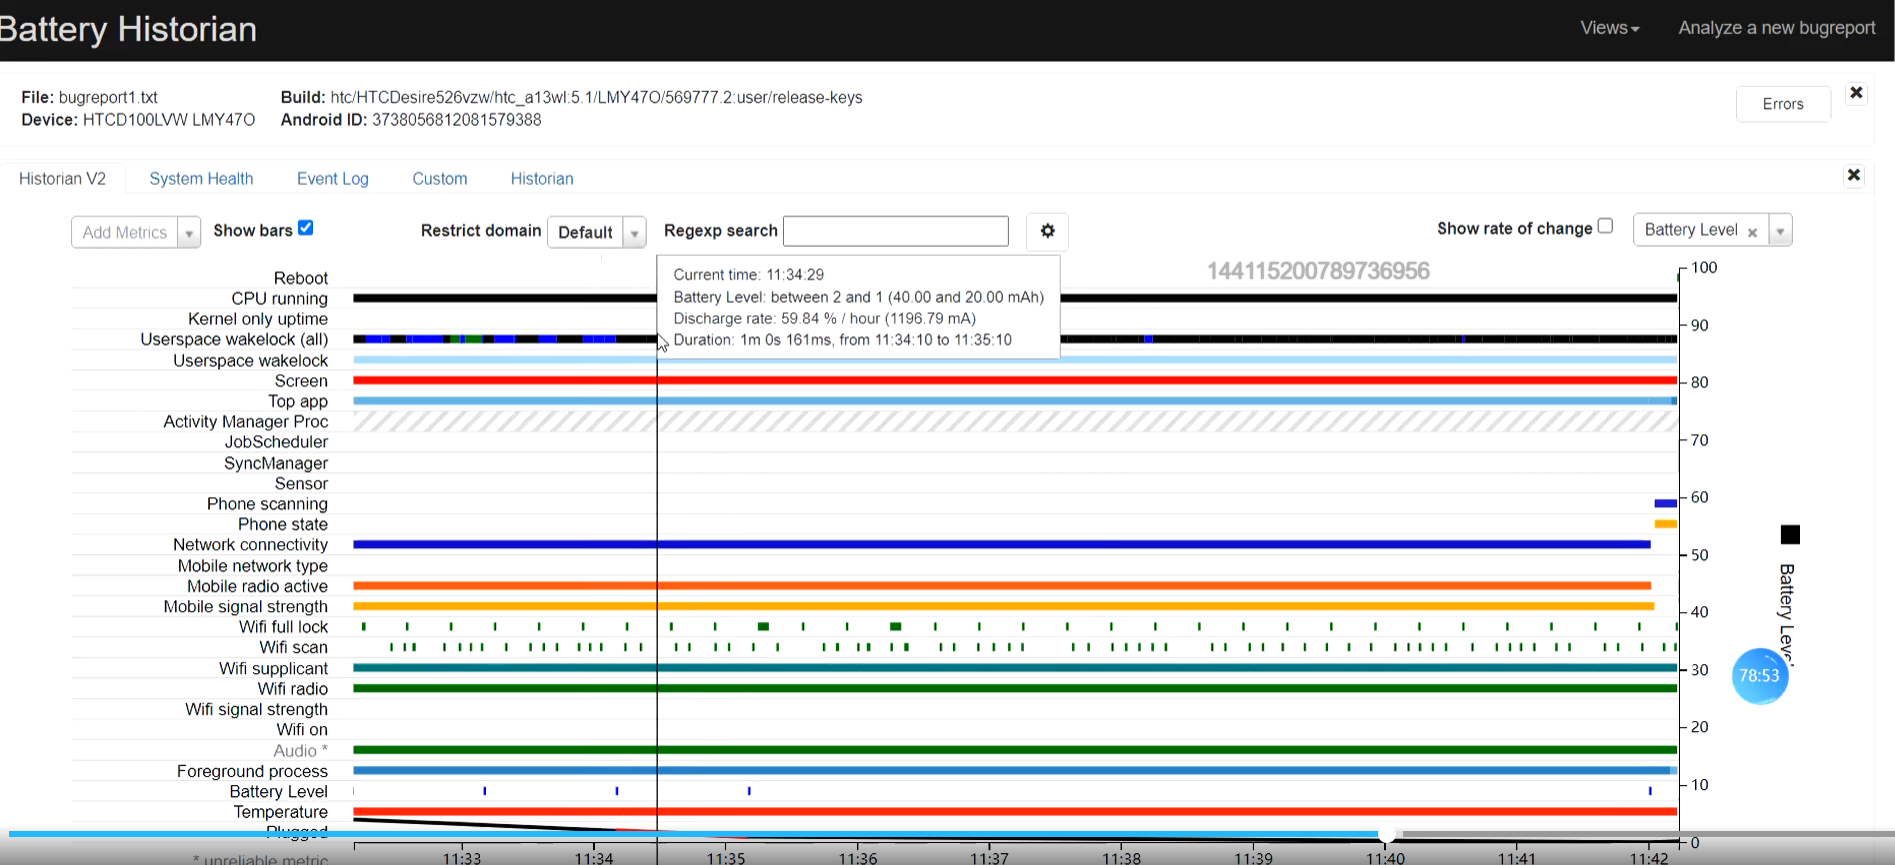 Battery Historian
Views
Analyze a new bugreport
File: bugreport1.txt
Build: htc/HTCDesire526vzw/htc_a13wl:5.1/LMY47O/569777.2:user/release-keys
Device: HTCD100LVW LMY47O
Android ID: 3738056812081579388
Errors
Historian V2
System Health
Event Log
Custom
Historian
Add Metrics
Show bars
Restrict domain
Default
Regexp search
Show rate of change
Battery Level
Current time: 11:34:29
Battery Level: between 2 and 1 (40.00 and 20.00 mAh)
Discharge rate: 59.84 % / hour (1196.79 mA)
Duration: 1m 0s 161ms, from 11:34:10 to 11:35:10
144115200789736956
Reboot
CPU running
Kernel only uptime
Userspace wakelock (all)
Userspace wakelock
Screen
Top app
Activity Manager Proc
JobScheduler
SyncManager
Sensor
Phone scanning
Phone state
Network connectivity
Mobile network type
Mobile radio active
Mobile signal strength
Wifi full lock
Wifi scan
Wifi supplicant
Wifi radio
Wifi signal strength
Wifi on
Audio *
Foreground process
Battery Level
Temperature
Plugged
* unreliable metric
100
90
80
70
60
50
40
30
20
10
0
Battery Level
78:53
11:33
11:34
11:35
11:36
11:37
11:38
11:39
11:40
11:41
11:42